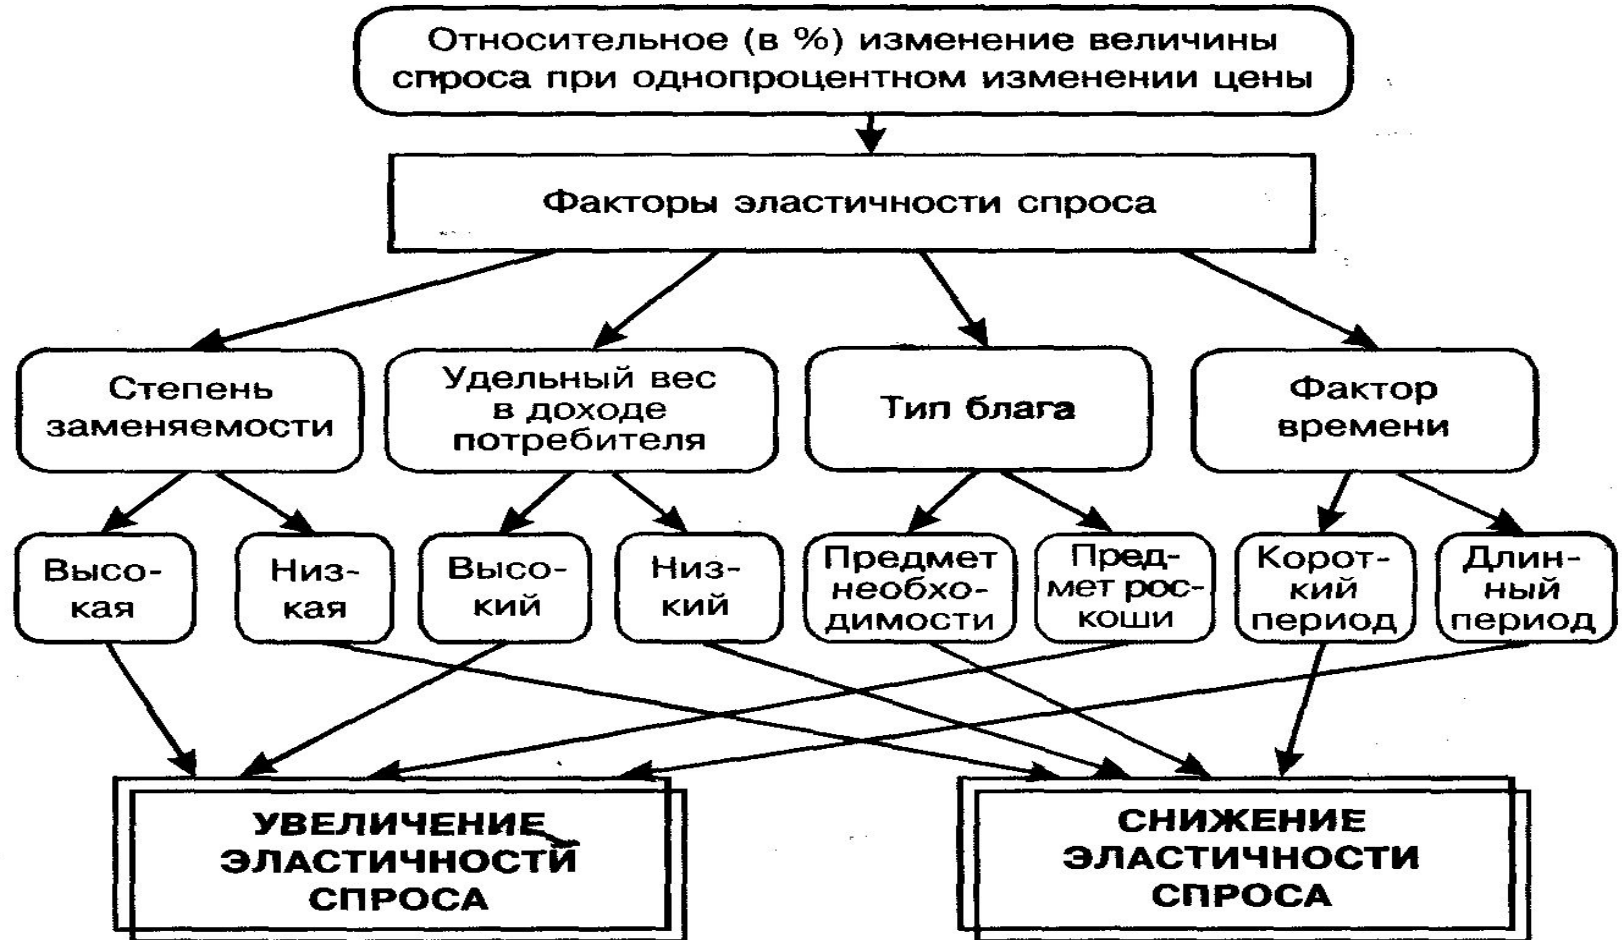 Относительное (в %) изменение величины
спроса при однопроцентном изменении цены
Факторы эластичности спроса
Степень
заменяемости
Удельный вес
в доходе
потребителя
Тип блага
Фактор
времени
Высо-
кая
Низ-
кая
Высо-
кий
Низ-
кий
Предмет
необхо-
димости
Пред-
мет рос-
коши
Корот-
кий
период
Длин-
ный
период
УВЕЛИЧЕНИЕ
ЭЛАСТИЧНОСТИ
СПРОСА
СНИЖЕНИЕ
ЭЛАСТИЧНОСТИ
СПРОСА